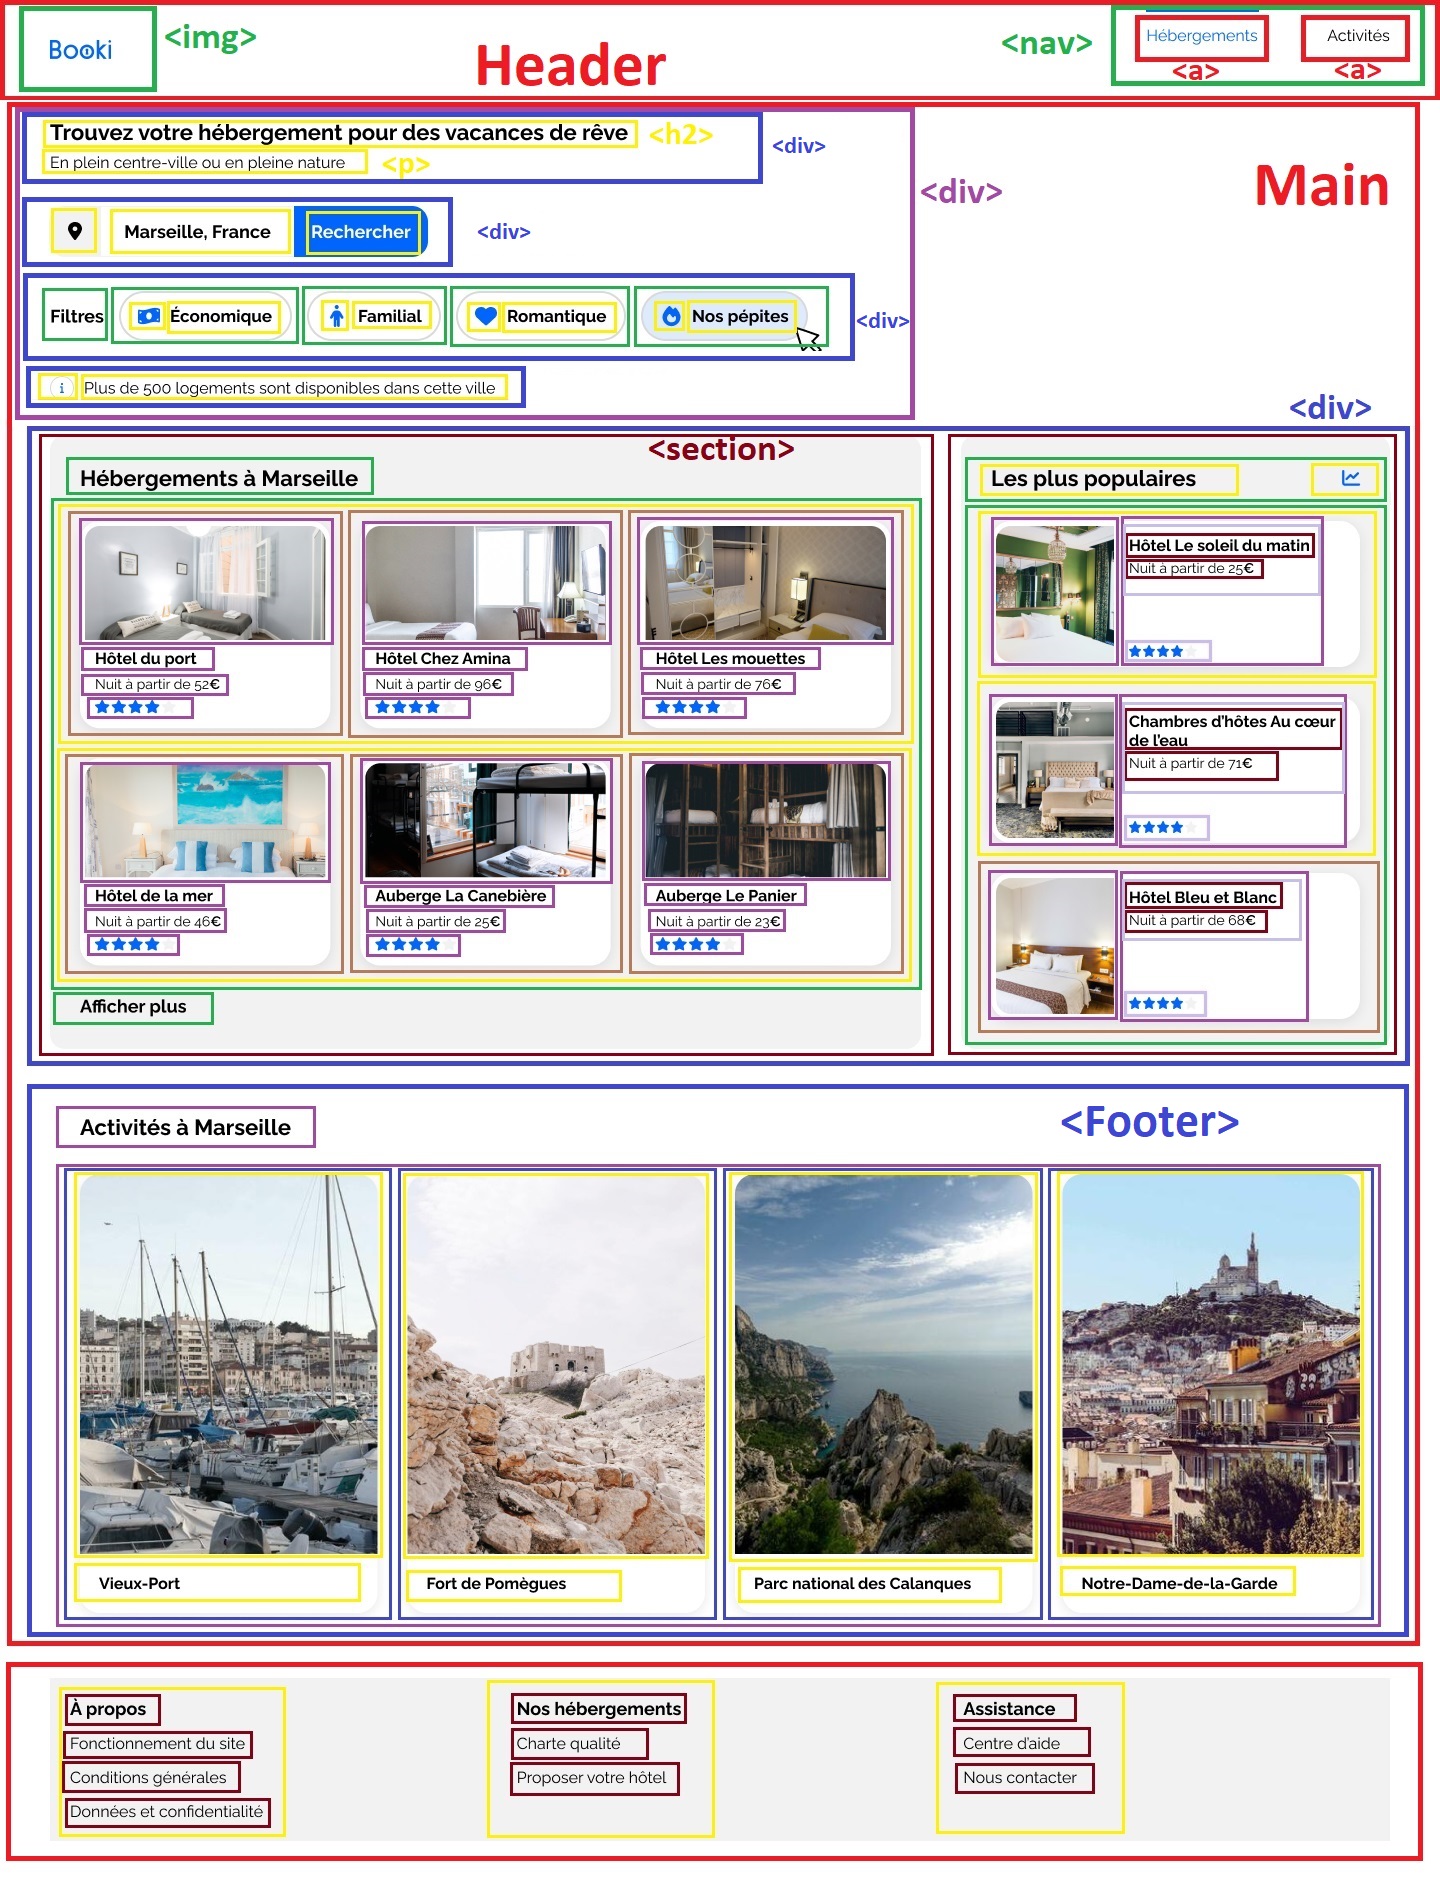 Booki
<img>
Header
<nav>
Hébergements
Activités
<a>
<a>
Trouvez votre hébergement pour des vacances de rêve
<h2>
En plein centre-ville ou en pleine nature
<p>
<div>
<div>
Main
Marseille, France
Rechercher
<div>
Filtres
Économique
Familial
Romantique
Nos pépites
<div>
i
Plus de 500 logements sont disponibles dans cette ville
<div>
<section>
Hébergements à Marseille
Hôtel du port
Nuit à partir de 52€
Hôtel Chez Amina
Nuit à partir de 96€
Hôtel Les mouettes
Nuit à partir de 76€
Hôtel de la mer
Nuit à partir de 46€
Auberge La Canebière
Nuit à partir de 25€
Auberge Le Panier
Nuit à partir de 23€
Afficher plus
Les plus populaires
Hôtel Le soleil du matin
Nuit à partir de 25€
Chambres d'hôtes Au cœur
de l'eau
Nuit à partir de 71€
Hôtel Bleu et Blanc
Nuit à partir de 68€
Activités à Marseille
<Footer>
Vieux-Port
Fort de Pomègues
Parc national des Calanques
Notre-Dame-de-la-Garde
À propos
Fonctionnement du site
Conditions générales
Données et confidentialité
Nos hébergements
Charte qualité
Proposer votre hôtel
Assistance
Centre d'aide
Nous contacter